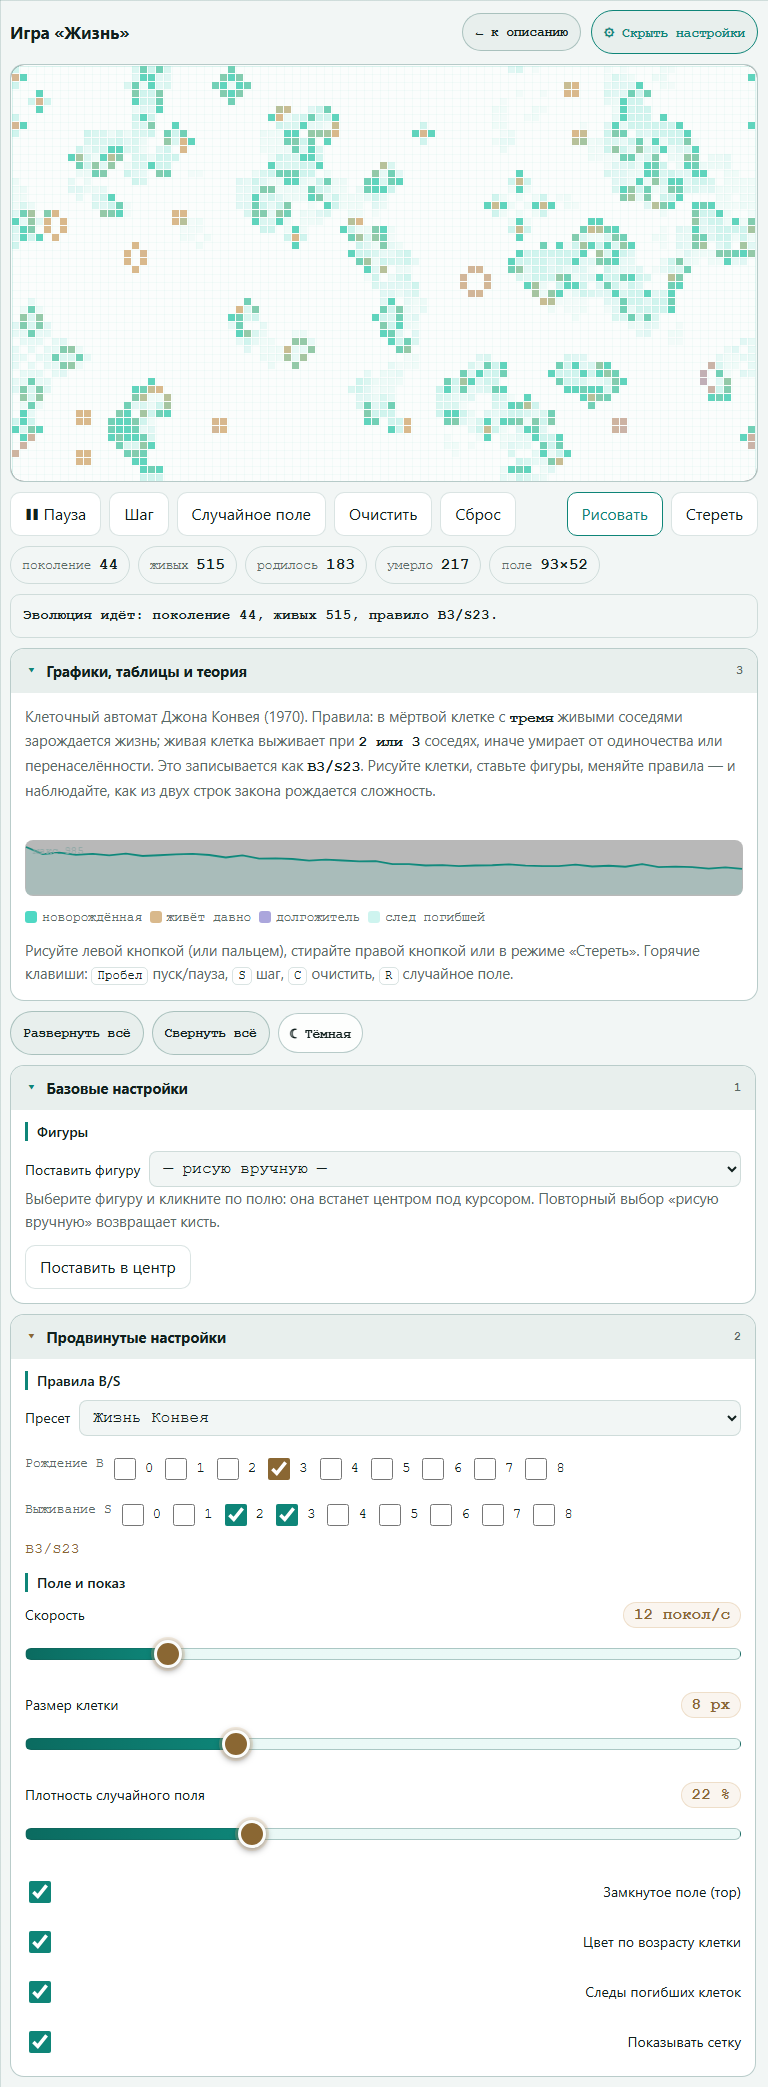 Игра «Жизнь»
← к описанию
⚙ Скрыть настройки
Пауза
Шаг
Случайное поле
Очистить
Сброс
Рисовать
Стереть
поколение 44
живых 515
родилось 183
умерло 217
поле 93×52
Эволюция идёт: поколение 44, живых 515, правило B3/S23.
Графики, таблицы и теория
3
Клеточный автомат Джона Конвея (1970). Правила: в мёртвой клетке с тремя живыми соседями
зарождается жизнь; живая клетка выживает при 2 или 3 соседях, иначе умирает от одиночества или
перенаселённости. Это записывается как B3/S23. Рисуйте клетки, ставьте фигуры, меняйте правила — и
наблюдайте, как из двух строк закона рождается сложность.
новорождённая
живёт давно
долгожитель
след погибшей
Рисуйте левой кнопкой (или пальцем), стирайте правой кнопкой или в режиме «Стереть». Горячие
клавиши: Пробел пуск/пауза, S шаг, C очистить, R случайное поле.
Развернуть всё
Свернуть всё
☾ Тёмная
Базовые настройки
1
Фигуры
Поставить фигуру
— рисую вручную —
Выберите фигуру и кликните по полю: она встанет центром под курсором. Повторный выбор «рисую
вручную» возвращает кисть.
Поставить в центр
Продвинутые настройки
2
Правила B/S
Пресет
Жизнь Конвея
Рождение B 0 1 2 3 4 5 6 7 8
Выживание S 0 1 2 3 4 5 6 7 8
B3/S23
Поле и показ
Скорость
12 покол/с
Размер клетки
8 px
Плотность случайного поля
22 %
Замкнутое поле (тор)
Цвет по возрасту клетки
Следы погибших клеток
Показывать сетку